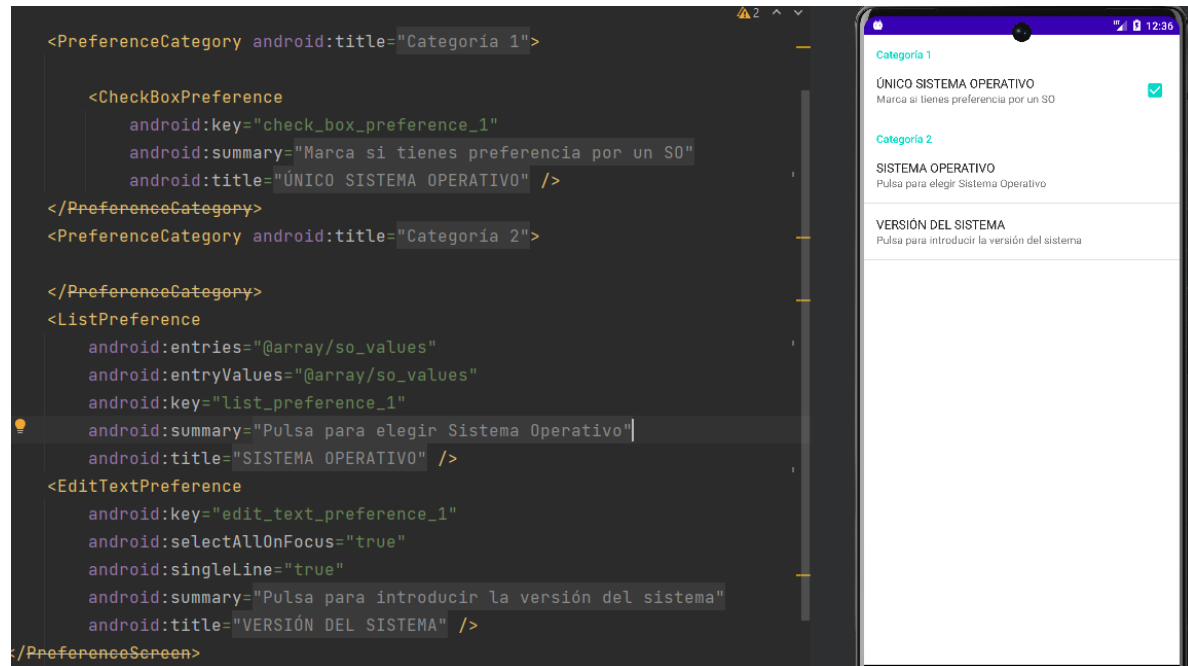 2
<PreferenceCategory android:title="Categoría 1">
<CheckBoxPreference
android:key="check_box_preference_1"
android:summary="Marca si tienes preferencia por un SO"
android:title="ÚNICO SISTEMA OPERATIVO" />
</PreferenceCategory>
<PreferenceCategory android:title="Categoría 2">
</PreferenceCategory>
<ListPreference
android:entries="@array/so_values"
android:entryValues="@array/so_values"
android:key="list_preference_1"
android:summary="Pulsa para elegir Sistema Operativo"
android:title="SISTEMA OPERATIVO" />
<EditTextPreference
android:key="edit_text_preference_1"
android:selectAllOnFocus="true"
android:singleLine="true"
android:summary="Pulsa para introducir la versión del sistema"
android:title="VERSIÓN DEL SISTEMA" />
</PreferenceScreen>
12:36
Categoría 1
ÚNICO SISTEMA OPERATIVO
Marca si tienes preferencia por un SO
Categoría 2
SISTEMA OPERATIVO
Pulsa para elegir Sistema Operativo
VERSIÓN DEL SISTEMA
Pulsa para introducir la versión del sistema